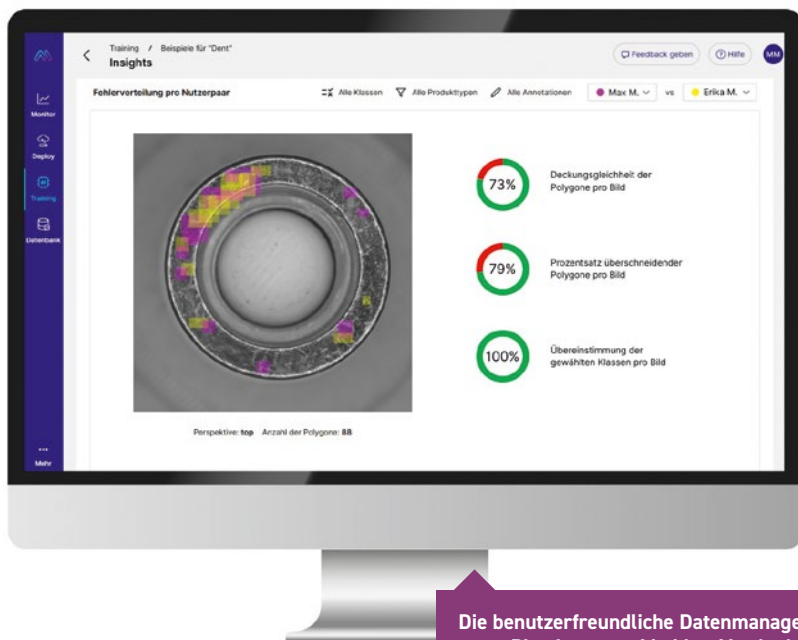 Training / Beispiele für "Dent"
Insights
Feedback geben
Hilfe
MM
Monitor
Deploy
Training
Datenbank
Mehr
Fehlerverteilung pro Nutzerpaar
Alle Klassen
Alle Produkttypen
Alle Annotationen
Max M.
vs
Erika M.
73%
Deckungsgleichheit der
Polygone pro Bild
79%
Prozentsatz überschneidender
Polygone pro Bild
100%
Übereinstimmung der
gewählten Klassen pro Bild
Perspektive: top Anzahl der Polygone: 88
Die benutzerfreundliche Datenmanage